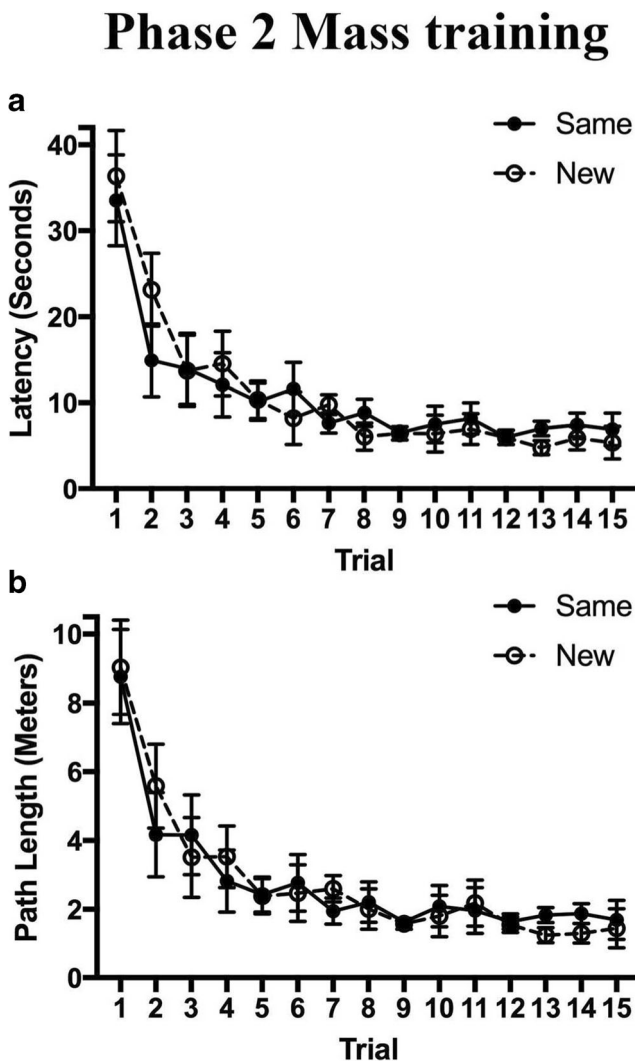 Phase 2 Mass training
a
Same
New
Latency (Seconds)
40
30
20
10
0
1 2 3 4 5 6 7 8 9 10 11 12 13 14 15
Trial
b
Same
New
Path Length (Meters)
10
8
6
4
2
0
1 2 3 4 5 6 7 8 9 10 11 12 13 14 15
Trial